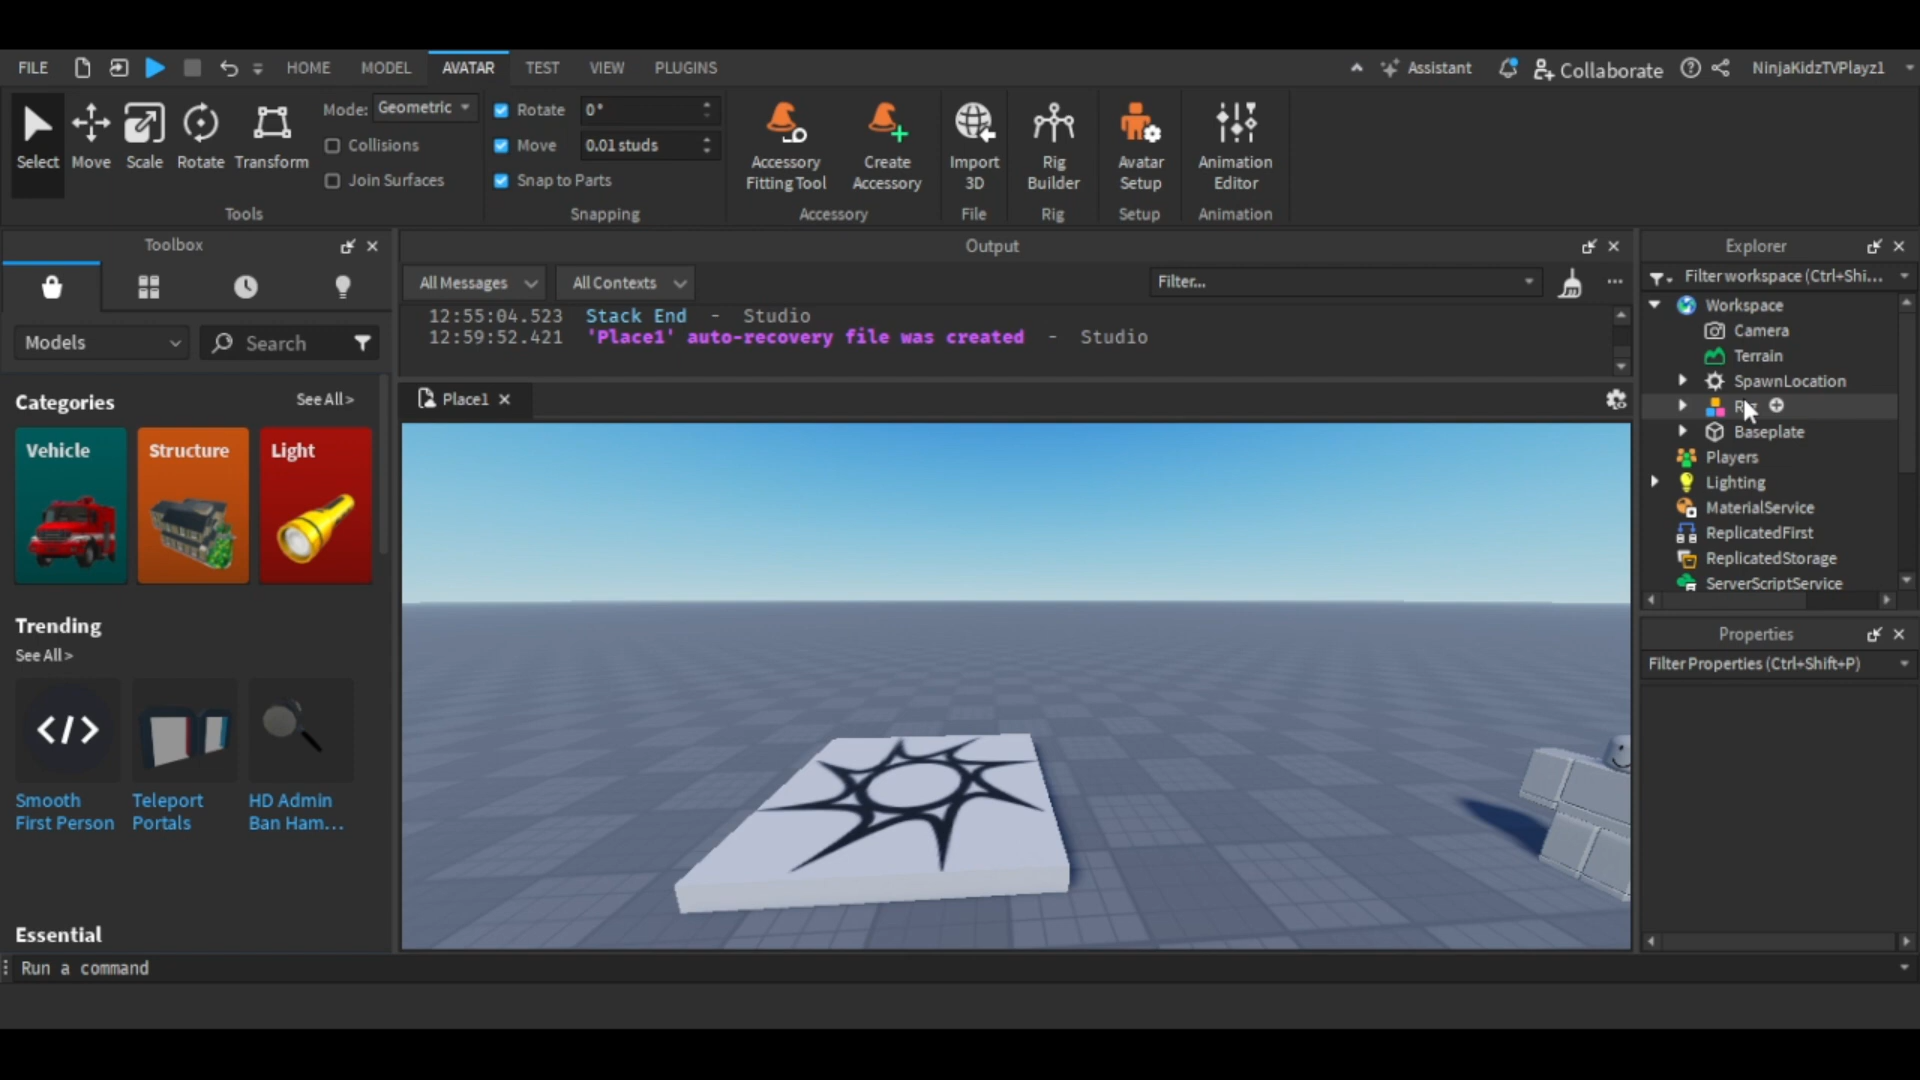 FILE HOME MODEL AVATAR TEST VIEW PLUGINS Assistant Collaborate NinjaKidzTVPlayz1
Select Move Scale Rotate Transform
Mode: Geometric
Collisions
Join Surfaces
Tools
Rotate 0°
Move 0.01 studs
Snap to Parts
Snapping
Accessory
Fitting Tool
Create
Accessory
Accessory
Import
3D
File
Rig
Builder
Rig
Avatar
Setup
Setup
Animation
Editor
Animation
Toolbox
Models Search
Categories See All >
Vehicle Structure Light
Trending
See All >
Smooth
First Person
Teleport
Portals
HD Admin
Ban Ham...
Essential
Output
All Messages All Contexts Filter...
12:55:04.523 Stack End - Studio
12:59:52.421 'Place1' auto-recovery file was created - Studio
Place1
Explorer
Filter workspace (Ctrl+Shi...
Workspace
Camera
Terrain
SpawnLocation
Baseplate
Players
Lighting
MaterialService
ReplicatedFirst
ReplicatedStorage
ServerScriptService
Properties
Filter Properties (Ctrl+Shift+P)
Run a command